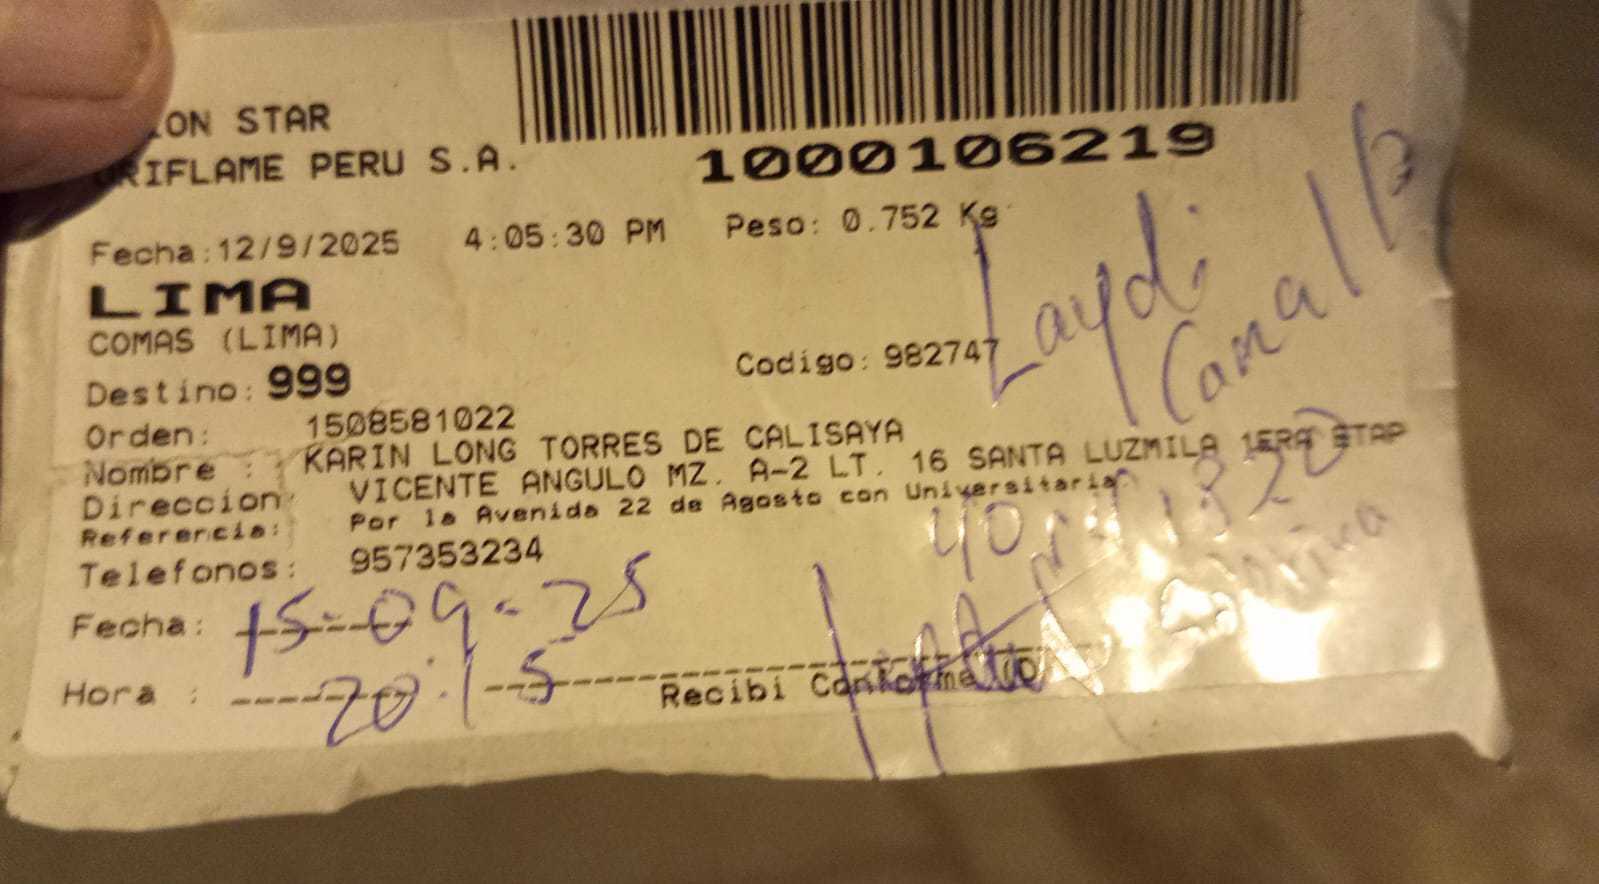 ION STAR
ORIFLAME PERU S.A.
1000106219
Fecha:12/9/2025 4:05:30 PM Peso: 0.752 Kg
LIMA
COMAS (LIMA)
Codigo: 982747
Destino: 999
Orden: 1508581022
Nombre : KARIN LONG TORRES DE CALISAYA
Direccion: VICENTE ANGULO MZ. A-2 LT. 16 SANTA LUZMILA 1ERA ETAP
Referencia: Por la Avenida 22 de Agosto con Universitaria
Telefonos: 957353234
Fecha: 15-09-25
Hora : 20:15
Recibi Conforme
Laydi